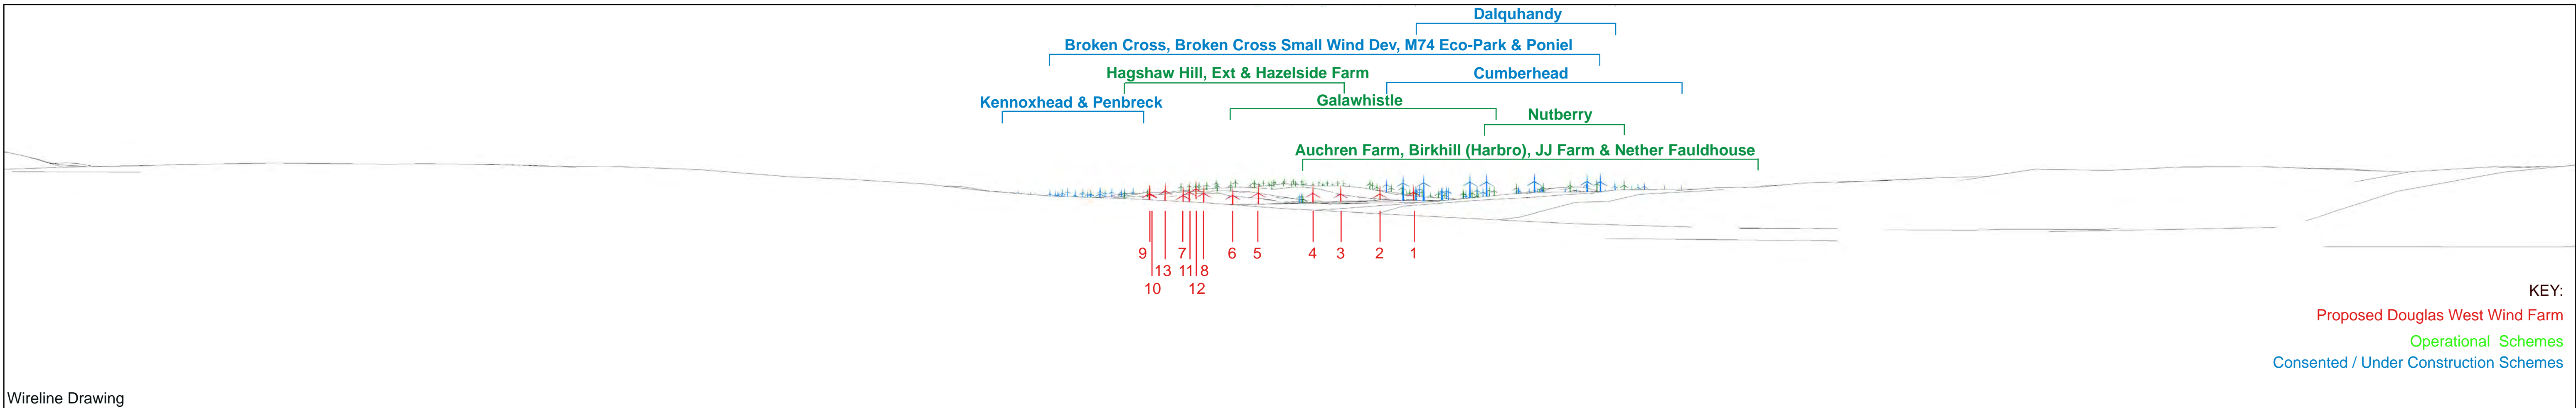 Dalquhandy
Broken Cross, Broken Cross Small Wind Dev, M74 Eco-Park & Poniel
Hagshaw Hill, Ext & Hazelside Farm
Cumberhead
Kennoxhead & Penbreck
Galawhistle
Nutberry
Auchren Farm, Birkhill (Harbro), JJ Farm & Nether Fauldhouse
9 7 6 5 4 3 2 1
13 11 8
10 12
KEY:
Proposed Douglas West Wind Farm
Operational Schemes
Consented / Under Construction Schemes
Wireline Drawing